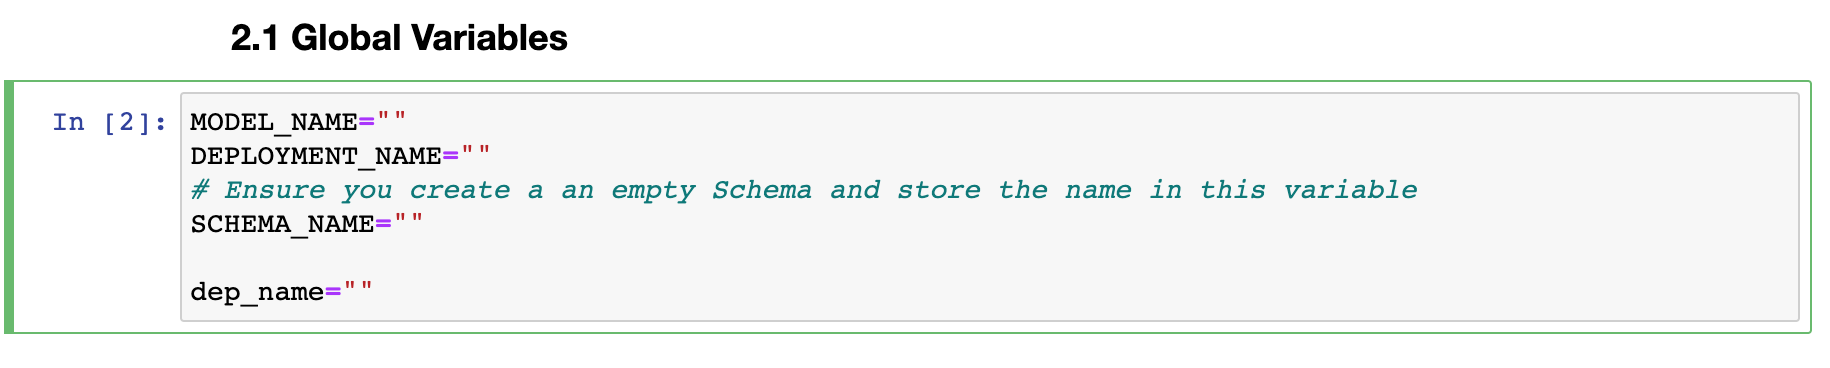 2.1 Global Variables
In [2]: MODEL_NAME=""
DEPLOYMENT_NAME=""
# Ensure you create a an empty Schema and store the name in this variable
SCHEMA_NAME=""
dep_name=""